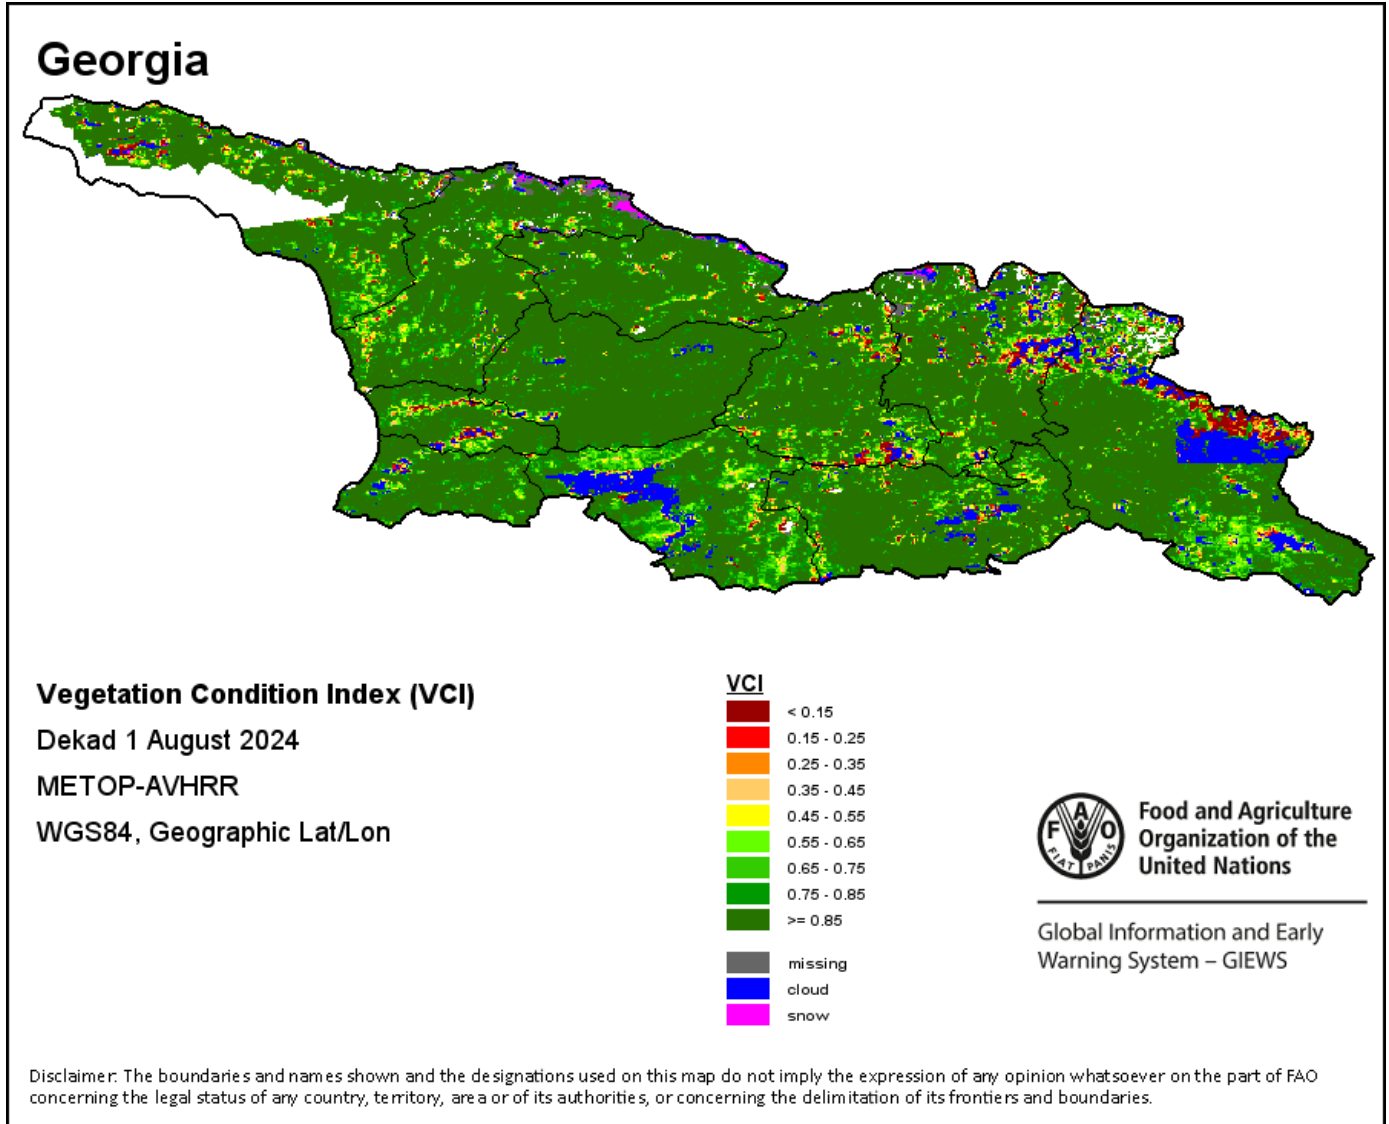 Georgia
Vegetation Condition Index (VCI)
Dekad 1 August 2024
METOP-AVHRR
WGS84, Geographic Lat/Lon
VCI
< 0.15
0.15 - 0.25
0.25 - 0.35
0.35 - 0.45
0.45 - 0.55
0.55 - 0.65
0.65 - 0.75
0.75 - 0.85
>= 0.85
missing
cloud
snow
F A O
FIAT PANIS
Food and Agriculture
Organization of the
United Nations
Global Information and Early
Warning System – GIEWS
Disclaimer: The boundaries and names shown and the designations used on this map do not imply the expression of any opinion whatsoever on the part of FAO
concerning the legal status of any country, territory, area or of its authorities, or concerning the delimitation of its frontiers and boundaries.